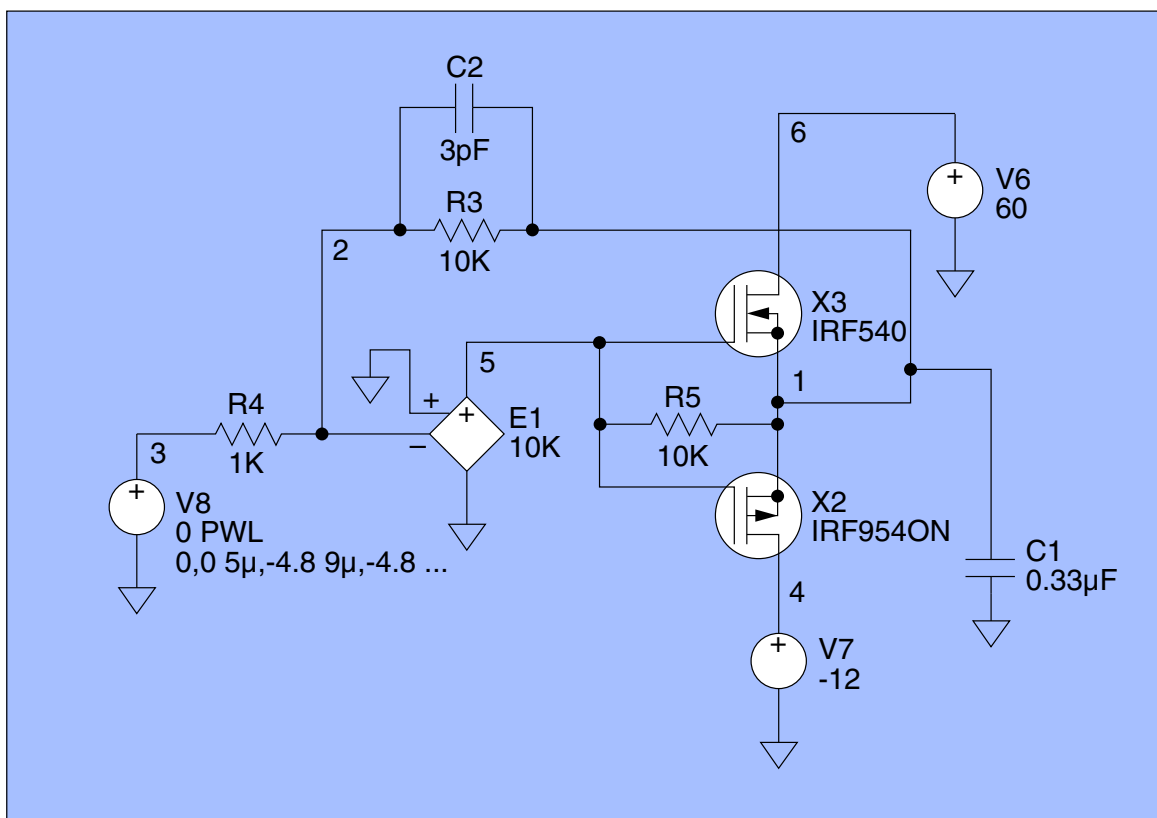 C2
3pF
6
V6
60
R3
10K
2
X3
IRF540
5
1
R4
1K
+
+
−
E1
10K
R5
10K
3
V8
0 PWL
0,0 5µ,-4.8 9µ,-4.8 ...
X2
IRF954ON
C1
0.33µF
4
+
V7
-12
+
+